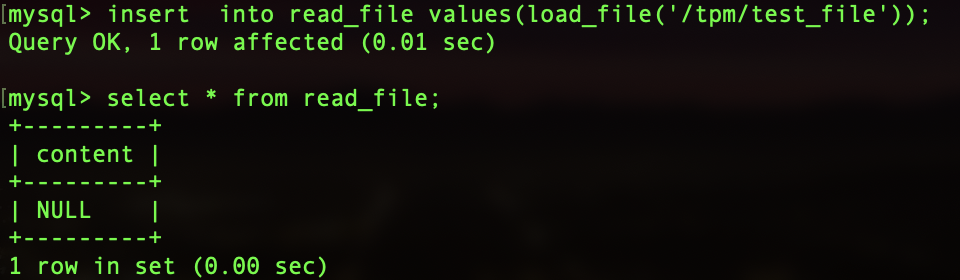 [mysql> insert  into read_file values(load_file('/tpm/test_file'));
Query OK, 1 row affected (0.01 sec)
[mysql> select * from read_file;
+---------+
| content |
+---------+
| NULL    |
+---------+
1 row in set (0.00 sec)